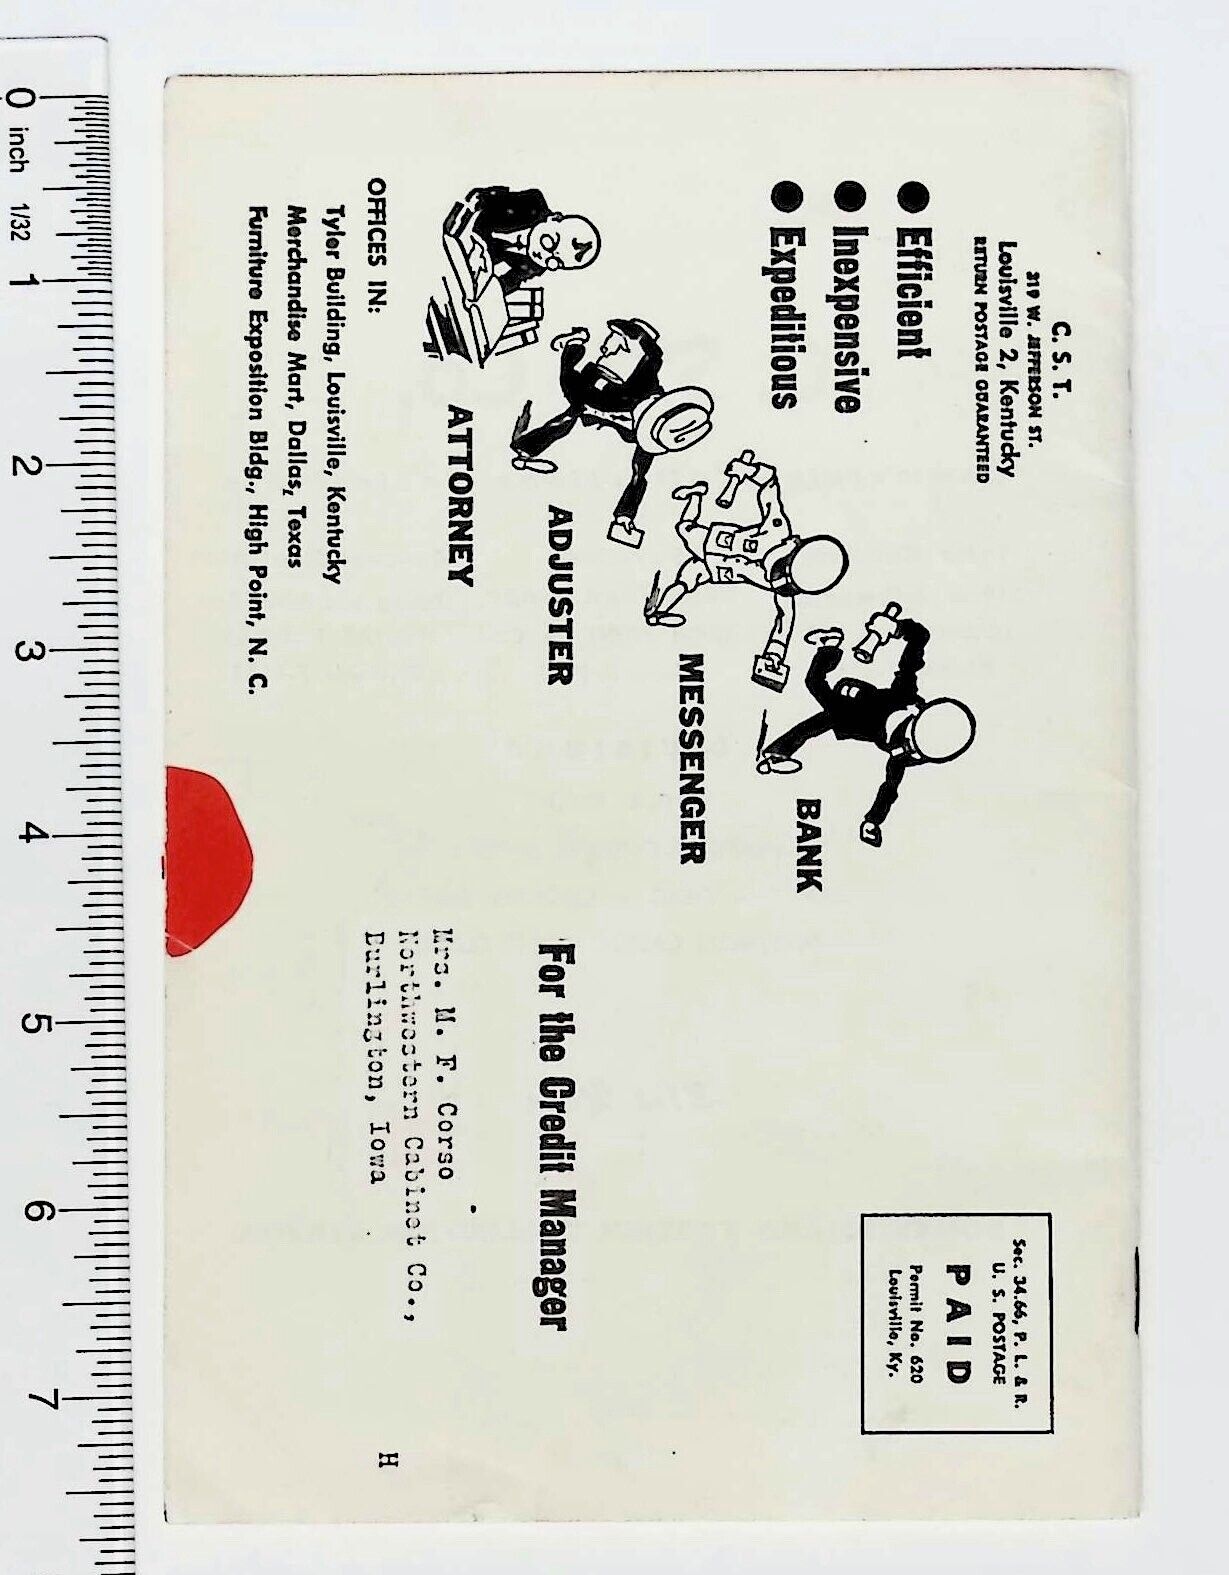 C. S. T.
319 W. JEFFERSON ST.
Louisville 2, Kentucky
RETURN POSTAGE GUARANTEED
Sec. 34.66, P. L. & R.
U. S. POSTAGE
PAID
Permit No. 620
Louisville, Ky.
● Efficient
● Inexpensive
● Expeditious
BANK
MESSENGER
ADJUSTER
ATTORNEY
For the Credit Manager
Mrs. M. F. Corso
Northwestern Cabinet Co.,
Burlington, Iowa
H
OFFICES IN:
Tyler Building, Louisville, Kentucky
Merchandise Mart, Dallas, Texas
Furniture Exposition Bldg., High Point, N. C.
0 inch 1/32 1 2 3 4 5 6 7